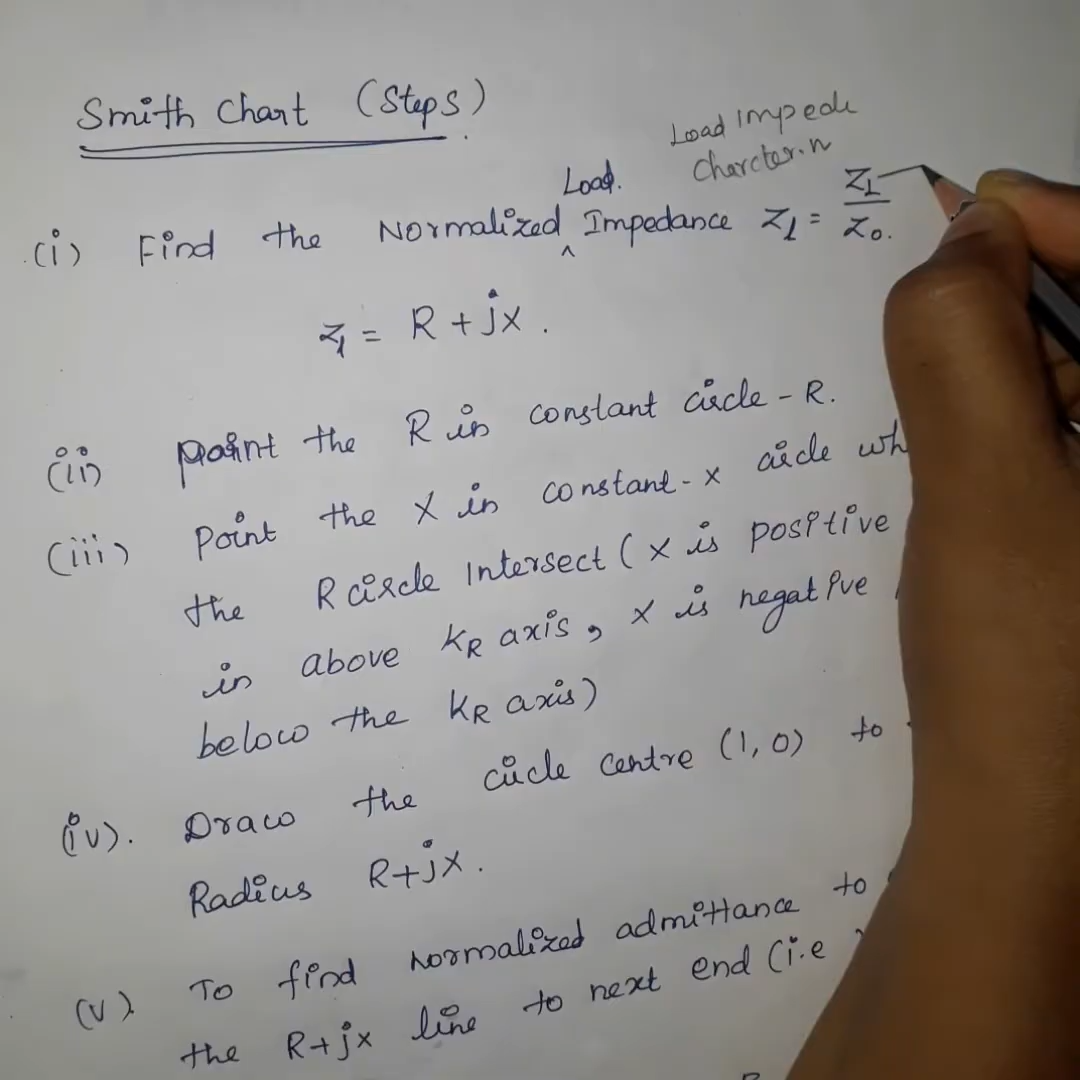 Smith Chart (Steps)
Load Impede
Charcter.n
Load.
(i) Find the Normalized ^ Impedance Z1 = ZL / Z0.
Z1 = R + jX.
(ii) Point the R in constant circle - R.
(iii) Point the X in constant - x circle
the R circle Intersect (X is positive
in above KR axis, X is negative
below the KR axis)
(iv). Draw the circle centre (1,0) to
Radius R+jX.
(v). To find Normalized admittance to
the R+jx line to next end (i.e